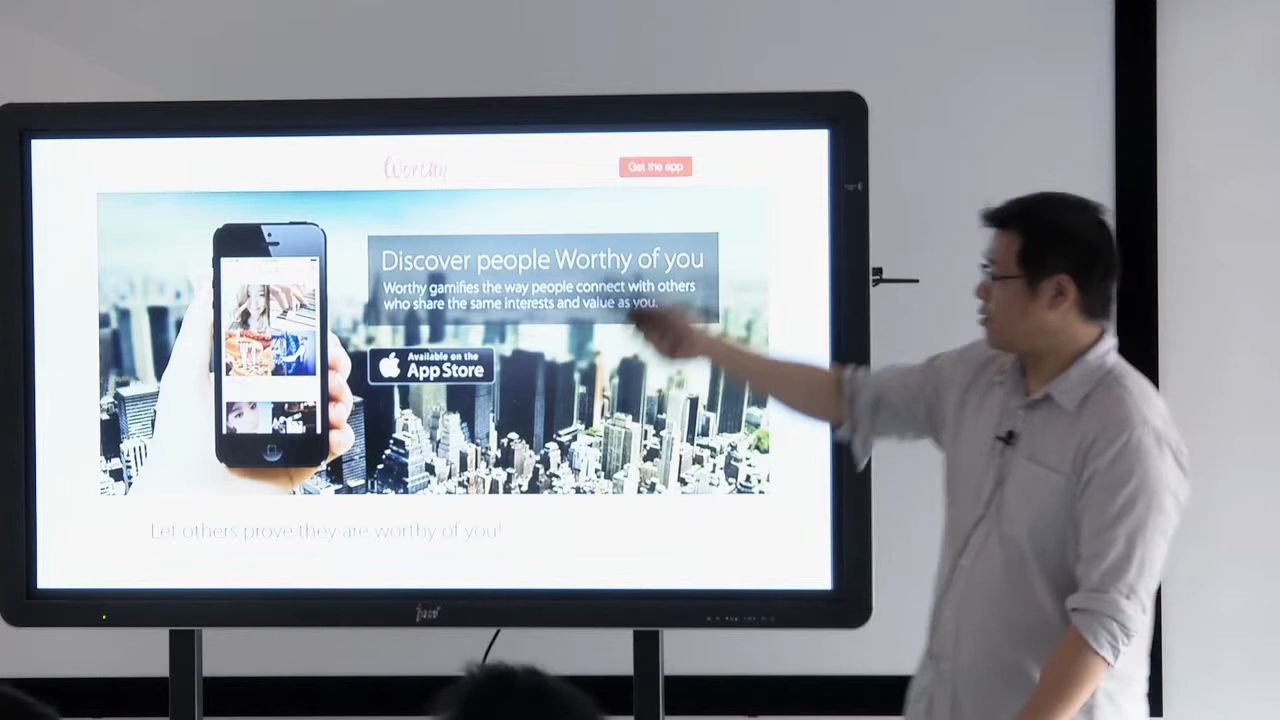 Worthy
Get the app
Discover people Worthy of you
Worthy gamifies the way people connect with others
who share the same interests and value as you.
Available on the
App Store
Let others prove they are worthy of you!